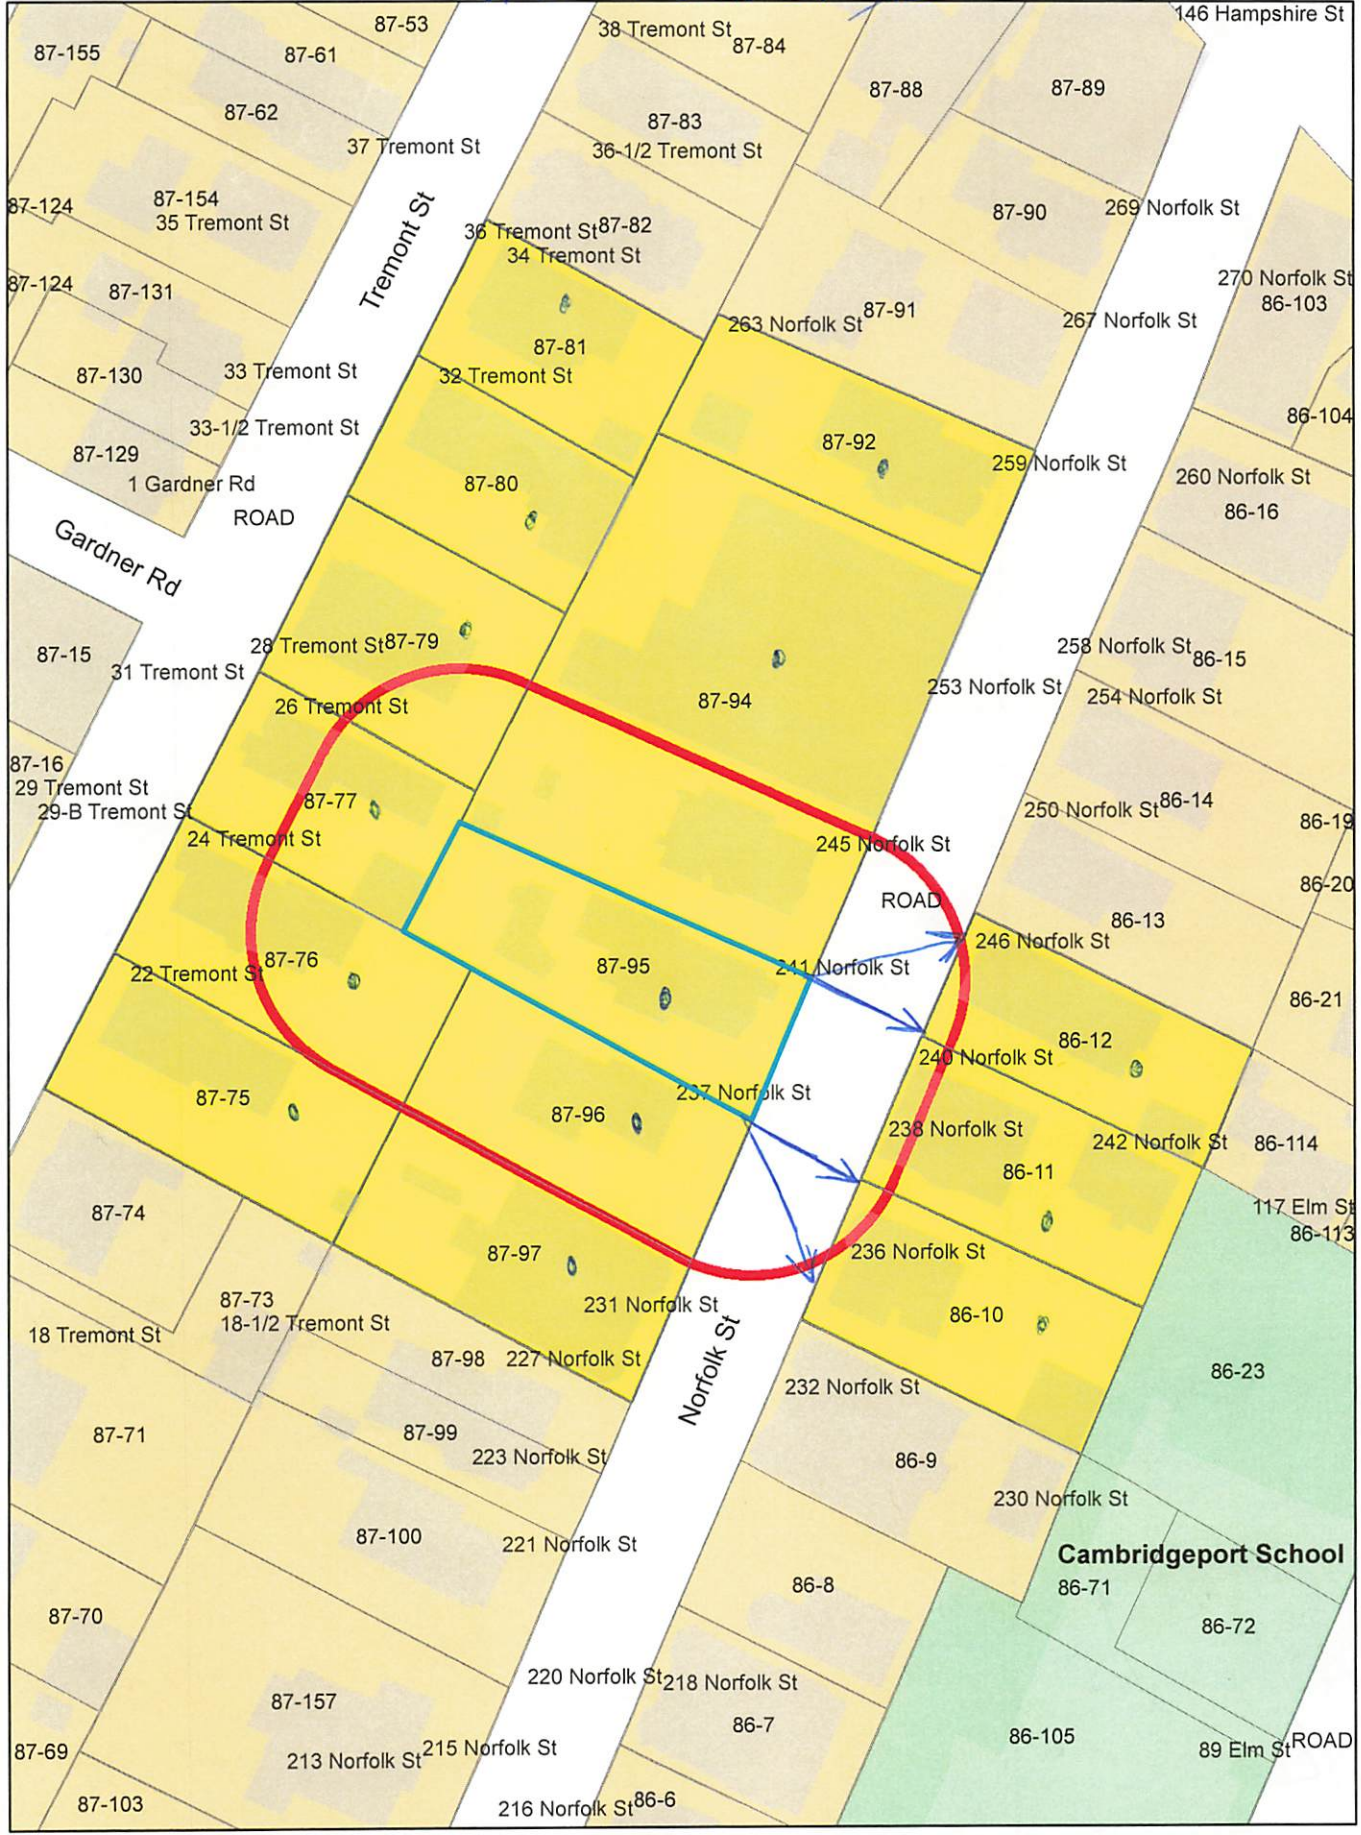 146 Hampshire St
87-53
38 Tremont St
87-84
87-155
87-61
87-88
87-89
87-62
87-83
37 Tremont St
36-1/2 Tremont St
87-154
87-124
35 Tremont St
87-90
269 Norfolk St
36 Tremont St
87-82
34 Tremont St
Tremont St
270 Norfolk St
86-103
87-124
87-131
87-91
263 Norfolk St
267 Norfolk St
87-81
87-130
33 Tremont St
32 Tremont St
86-104
33-1/2 Tremont St
87-92
87-129
259 Norfolk St
260 Norfolk St
1 Gardner Rd
87-80
86-16
ROAD
Gardner Rd
28 Tremont St
87-79
258 Norfolk St
86-15
87-15
31 Tremont St
253 Norfolk St
254 Norfolk St
87-94
26 Tremont St
87-16
29 Tremont St
87-77
86-14
29-B Tremont St
250 Norfolk St
86-19
24 Tremont St
245 Norfolk St
86-20
ROAD
86-13
246 Norfolk St
87-76
87-95
241 Norfolk St
22 Tremont St
86-21
86-12
240 Norfolk St
87-75
237 Norfolk St
87-96
238 Norfolk St
242 Norfolk St
86-114
86-11
87-74
117 Elm St
86-113
87-97
236 Norfolk St
87-73
231 Norfolk St
86-10
18-1/2 Tremont St
18 Tremont St
87-98
227 Norfolk St
Norfolk St
86-23
232 Norfolk St
87-71
87-99
223 Norfolk St
86-9
230 Norfolk St
87-100
221 Norfolk St
Cambridgeport School
86-8
86-71
87-70
86-72
220 Norfolk St
218 Norfolk St
87-157
86-7
86-105
87-69
213 Norfolk St
215 Norfolk St
89 Elm St
ROAD
87-103
216 Norfolk St
86-6